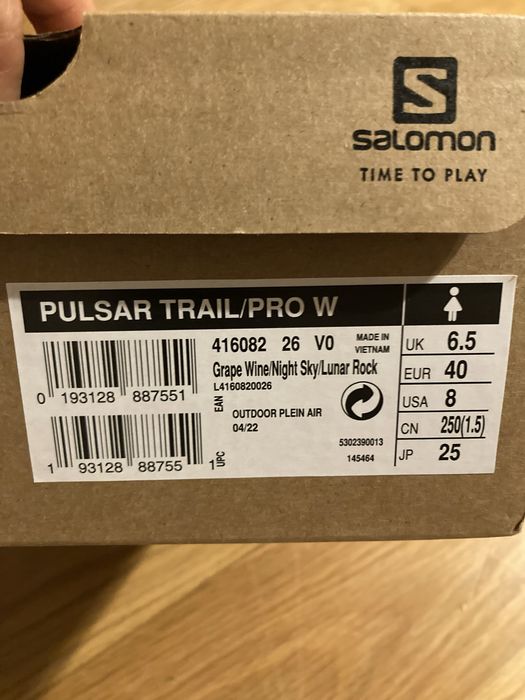 S
SALOMON
TIME TO PLAY
PULSAR TRAIL/PRO W
416082 26 V0
MADE IN
VIETNAM
Grape Wine/Night Sky/Lunar Rock
L4160820026
0 193128 887551
EAN
OUTDOOR PLEIN AIR
04/22
1 93128 88755 1
UPC
5302390013
145464
UK 6.5
EUR 40
USA 8
CN 250(1.5)
JP 25